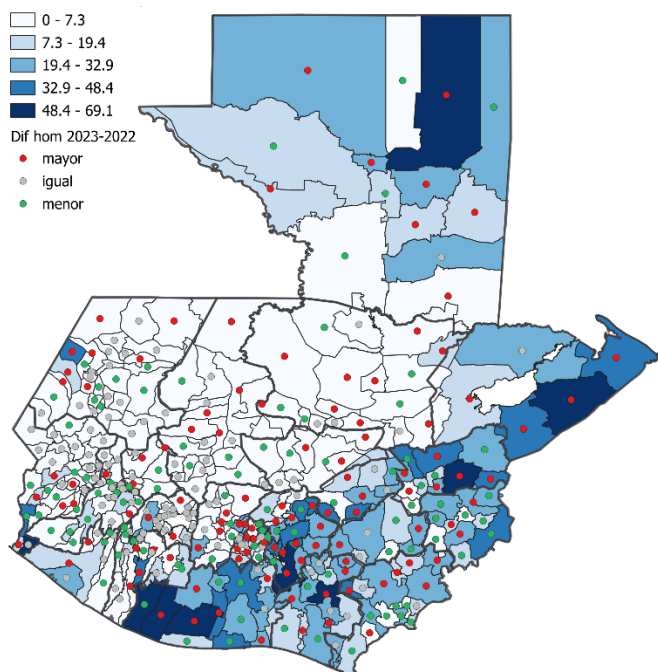 0 - 7.3
7.3 - 19.4
19.4 - 32.9
32.9 - 48.4
48.4 - 69.1
Dif hom 2023-2022
mayor
igual
menor